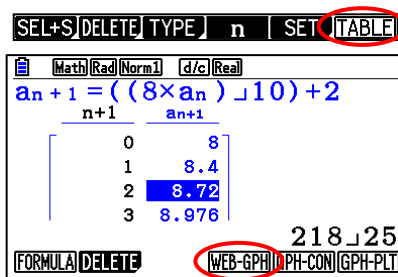 SEL+S DELETE TYPE n SET TABLE
Math Rad Norm1 d/c Real
an+1=((8×an)⌟10)+2
n+1 an+1
0 8
1 8.4
2 8.72
3 8.976
218⌟25
FORMULA DELETE WEB-GPH GPH-CON GPH-PLT